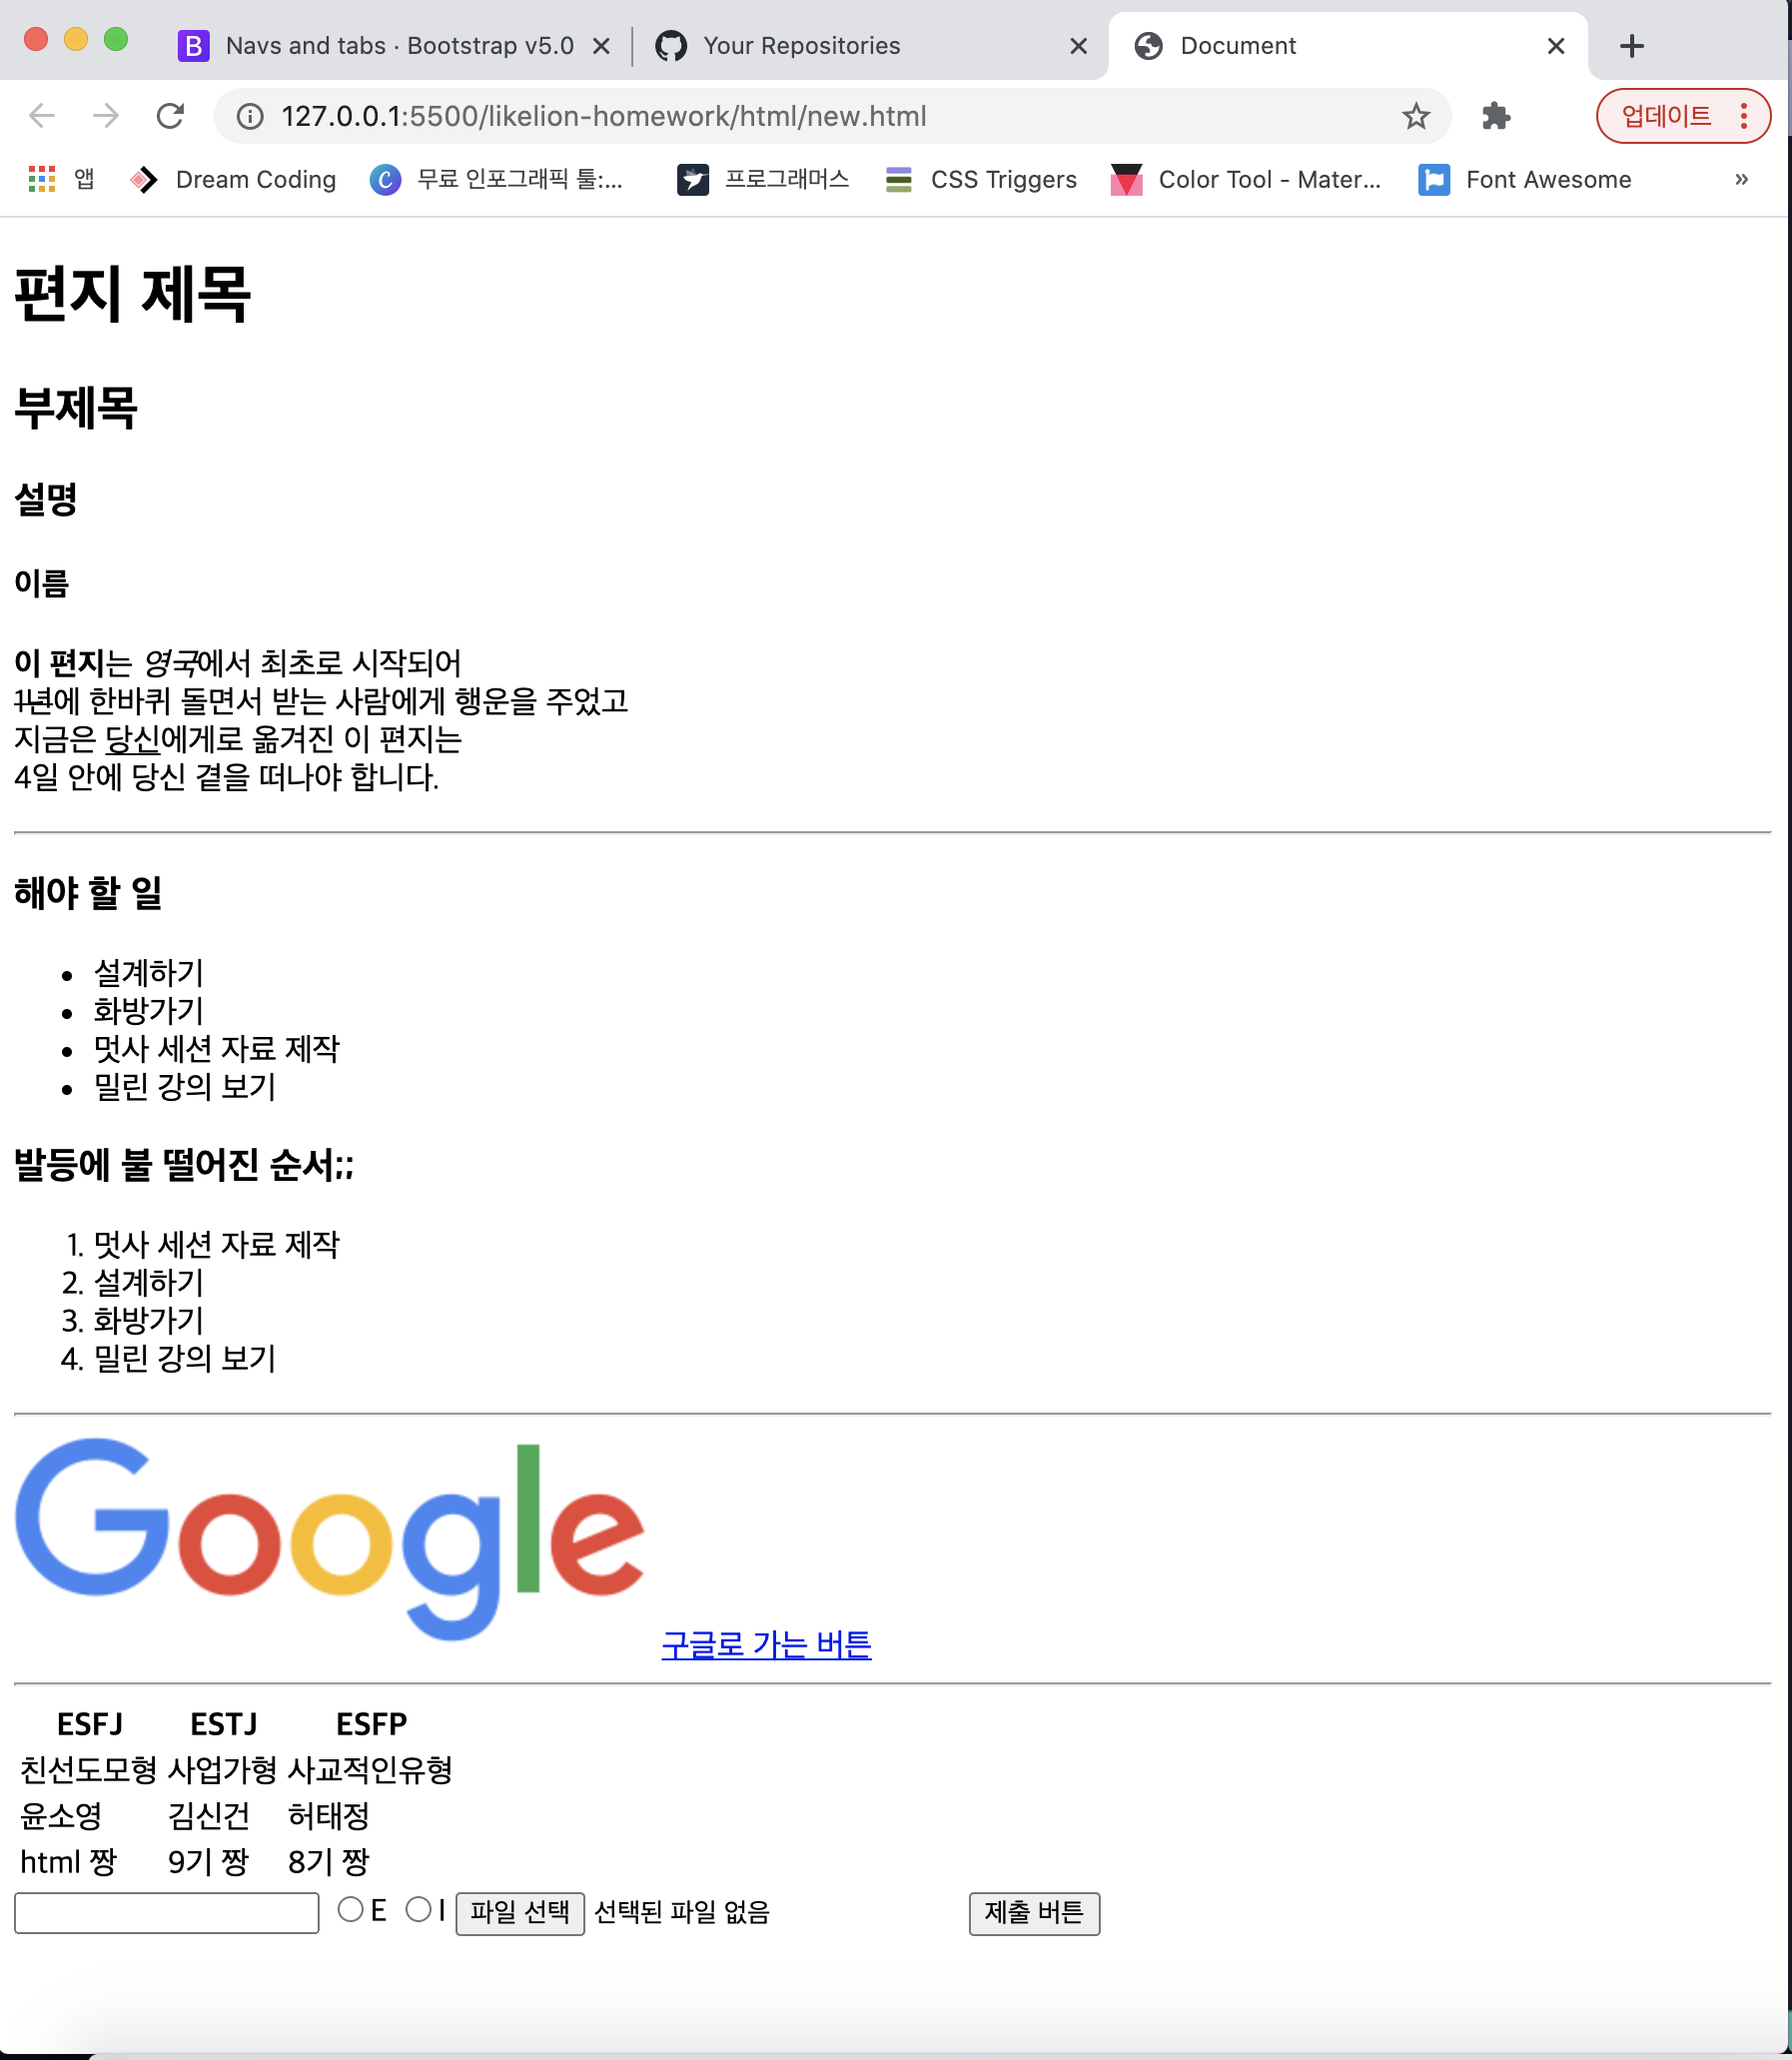 B Navs and tabs · Bootstrap v5.0
Your Repositories
Document
127.0.0.1:5500/likelion-homework/html/new.html
업데이트
앱
Dream Coding
C 무료 인포그래픽 툴:...
프로그래머스
CSS Triggers
Color Tool - Mater...
Font Awesome
»
편지 제목
부제목
설명
이름
이 편지는 영국에서 최초로 시작되어
1년에 한바퀴 돌면서 받는 사람에게 행운을 주었고
지금은 당신에게로 옮겨진 이 편지는
4일 안에 당신 곁을 떠나야 합니다.
해야 할 일
• 설계하기
• 화방가기
• 멋사 세션 자료 제작
• 밀린 강의 보기
발등에 불 떨어진 순서;;
1. 멋사 세션 자료 제작
2. 설계하기
3. 화방가기
4. 밀린 강의 보기
Google
구글로 가는 버튼
ESFJ ESTJ ESFP
친선도모형 사업가형 사교적인유형
윤소영 김신건 허태정
html 짱 9기 짱 8기 짱
E I 파일 선택 선택된 파일 없음 제출 버튼